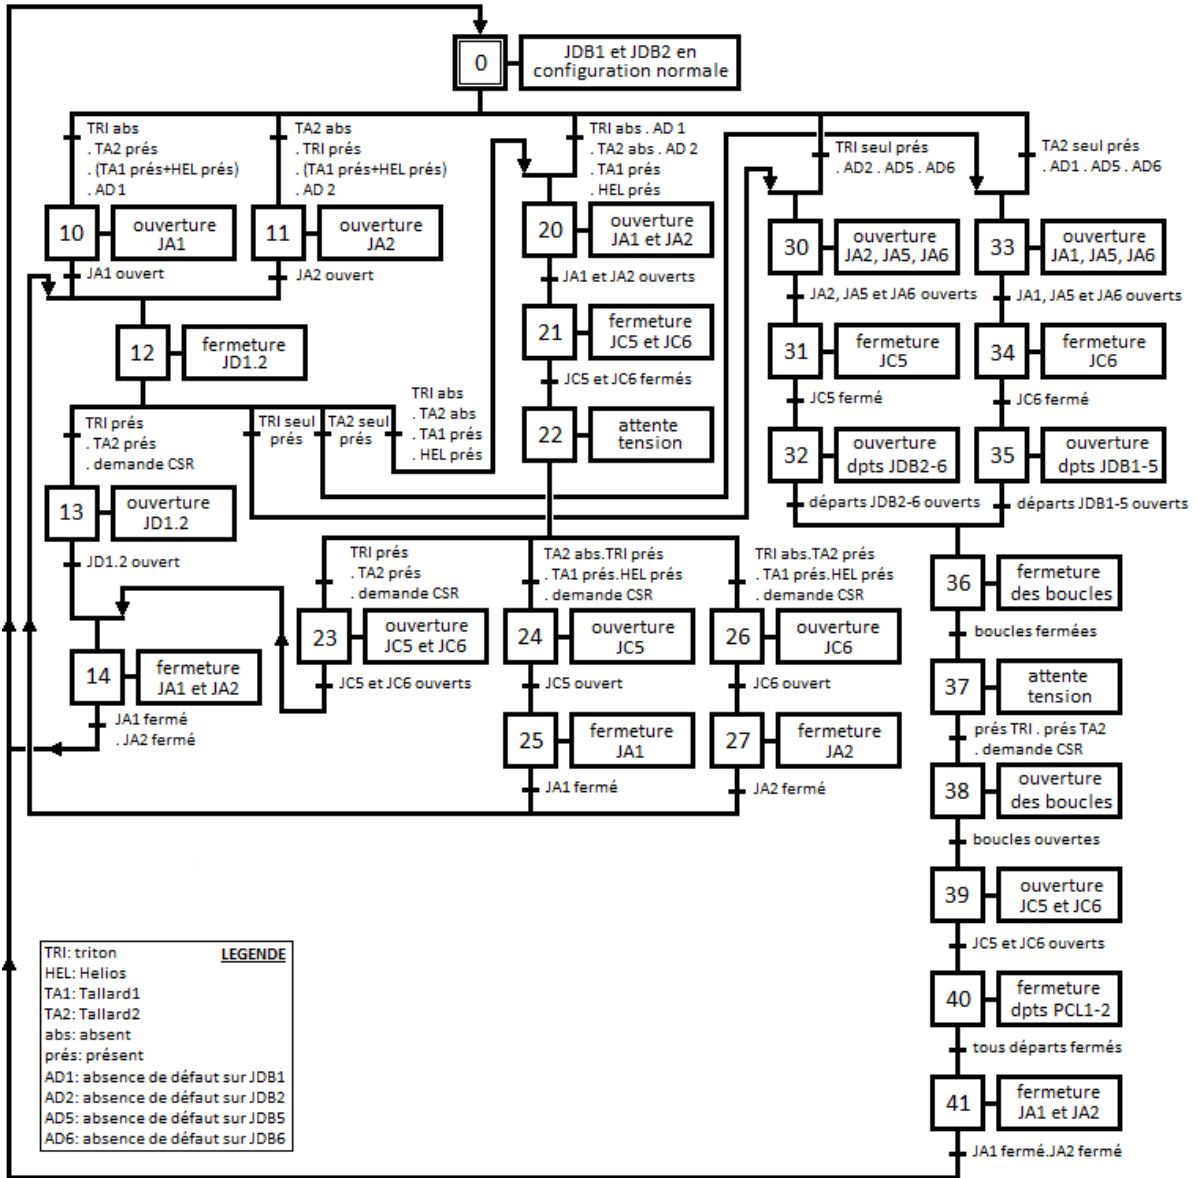 0
JDB1 et JDB2 en
configuration normale
TRI abs
. TA2 prés
. (TA1 prés+HEL prés)
. AD1
TA2 abs
. TRI prés
. (TA1 prés+HEL prés)
. AD 2
TRI abs . AD 1
. TA2 abs . AD 2
. TA1 prés
. HEL prés
TRI seul prés
. AD2 . AD5 . AD6
TA2 seul prés
. AD1 . AD5 . AD6
10
ouverture
JA1
11
ouverture
JA2
20
ouverture
JA1 et JA2
30
ouverture
JA2, JA5, JA6
33
ouverture
JA1, JA5, JA6
JA1 ouvert
JA2 ouvert
JA1 et JA2 ouverts
JA2, JA5 et JA6 ouverts
JA1, JA5 et JA6 ouverts
12
fermeture
JD1.2
21
fermeture
JC5 et JC6
31
fermeture
JC5
34
fermeture
JC6
JC5 et JC6 fermés
JC5 fermé
JC6 fermé
TRI prés
. TA2 prés
. demande CSR
TRI seul
prés
TA2 seul
prés
TRI abs
. TA2 abs
. TA1 prés
. HEL prés
22
attente
tension
32
ouverture
dpts JDB2-6
35
ouverture
dpts JDB1-5
13
ouverture
JD1.2
départs JDB2-6 ouverts
départs JDB1-5 ouverts
JD1.2 ouvert
TRI prés
. TA2 prés
. demande CSR
TA2 abs.TRI prés
. TA1 prés.HEL prés
. demande CSR
TRI abs.TA2 prés
. TA1 prés.HEL prés
. demande CSR
36
fermeture
des boucles
boucles fermées
14
fermeture
JA1 et JA2
23
ouverture
JC5 et JC6
24
ouverture
JC5
26
ouverture
JC6
37
attente
tension
JC5 et JC6 ouverts
JC5 ouvert
JC6 ouvert
JA1 fermé
. JA2 fermé
25
fermeture
JA1
27
fermeture
JA2
prés TRI . prés TA2
. demande CSR
JA1 fermé
JA2 fermé
38
ouverture
des boucles
boucles ouvertes
39
ouverture
JC5 et JC6
JC5 et JC6 ouverts
40
fermeture
dpts PCL1-2
tous départs fermés
41
fermeture
JA1 et JA2
JA1 fermé.JA2 fermé
TRI: triton LEGENDE
HEL: Helios
TA1: Tallard1
TA2: Tallard2
abs: absent
prés: présent
AD1: absence de défaut sur JDB1
AD2: absence de défaut sur JDB2
AD5: absence de défaut sur JDB5
AD6: absence de défaut sur JDB6